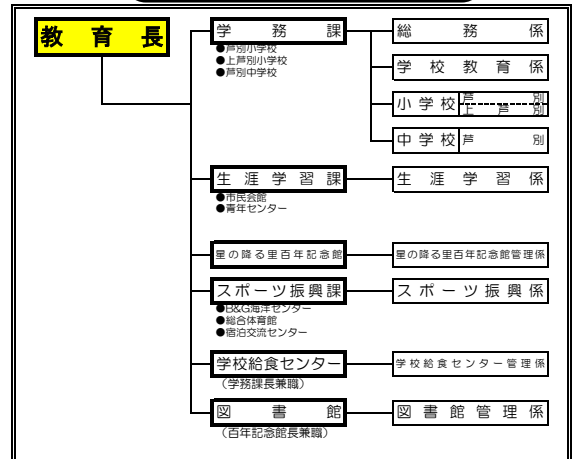 教育長
学務課
●芦別小学校
●上芦別小学校
●芦別中学校
総務係
学校教育係
小学校 芦別
上芦別
中学校 芦別
生涯学習課
●市民会館
●青年センター
生涯学習係
星の降る里百年記念館
星の降る里百年記念館管理係
スポーツ振興課
●B&G海洋センター
●総合体育館
●宿泊交流センター
スポーツ振興係
学校給食センター
（学務課長兼職）
学校給食センター管理係
図書館
（百年記念館長兼職）
図書館管理係